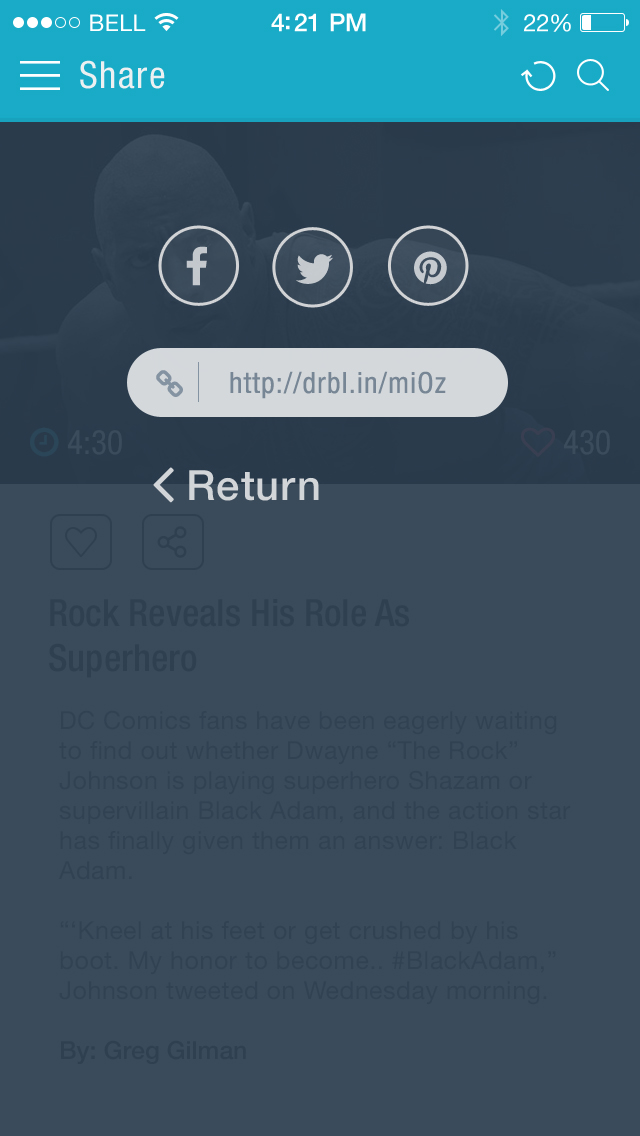 BELL 4:21 PM 22%
Share
http://drbl.in/miOz
4:30 430
Return
Rock Reveals His Role As
Superhero
DC Comics fans have been eagerly waiting
to find out whether Dwayne “The Rock”
Johnson is playing superhero Shazam or
supervillain Black Adam, and the action star
has finally given them an answer: Black
Adam.
“‘Kneel at his feet or get crushed by his
boot. My honor to become.. #BlackAdam,”
Johnson tweeted on Wednesday morning.
By: Greg Gilman